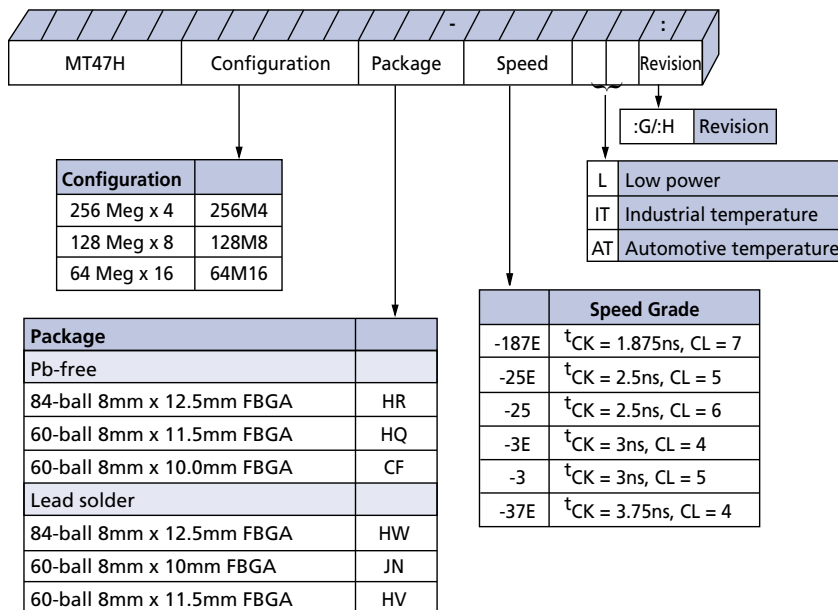 - :
MT47H Configuration Package Speed Revision
:G/:H Revision
L Low power
IT Industrial temperature
AT Automotive temperature
Configuration
256 Meg x 4 256M4
128 Meg x 8 128M8
64 Meg x 16 64M16
Speed Grade
-187E tCK = 1.875ns, CL = 7
-25E tCK = 2.5ns, CL = 5
-25 tCK = 2.5ns, CL = 6
-3E tCK = 3ns, CL = 4
-3 tCK = 3ns, CL = 5
-37E tCK = 3.75ns, CL = 4
Package
Pb-free
84-ball 8mm x 12.5mm FBGA HR
60-ball 8mm x 11.5mm FBGA HQ
60-ball 8mm x 10.0mm FBGA CF
Lead solder
84-ball 8mm x 12.5mm FBGA HW
60-ball 8mm x 10mm FBGA JN
60-ball 8mm x 11.5mm FBGA HV